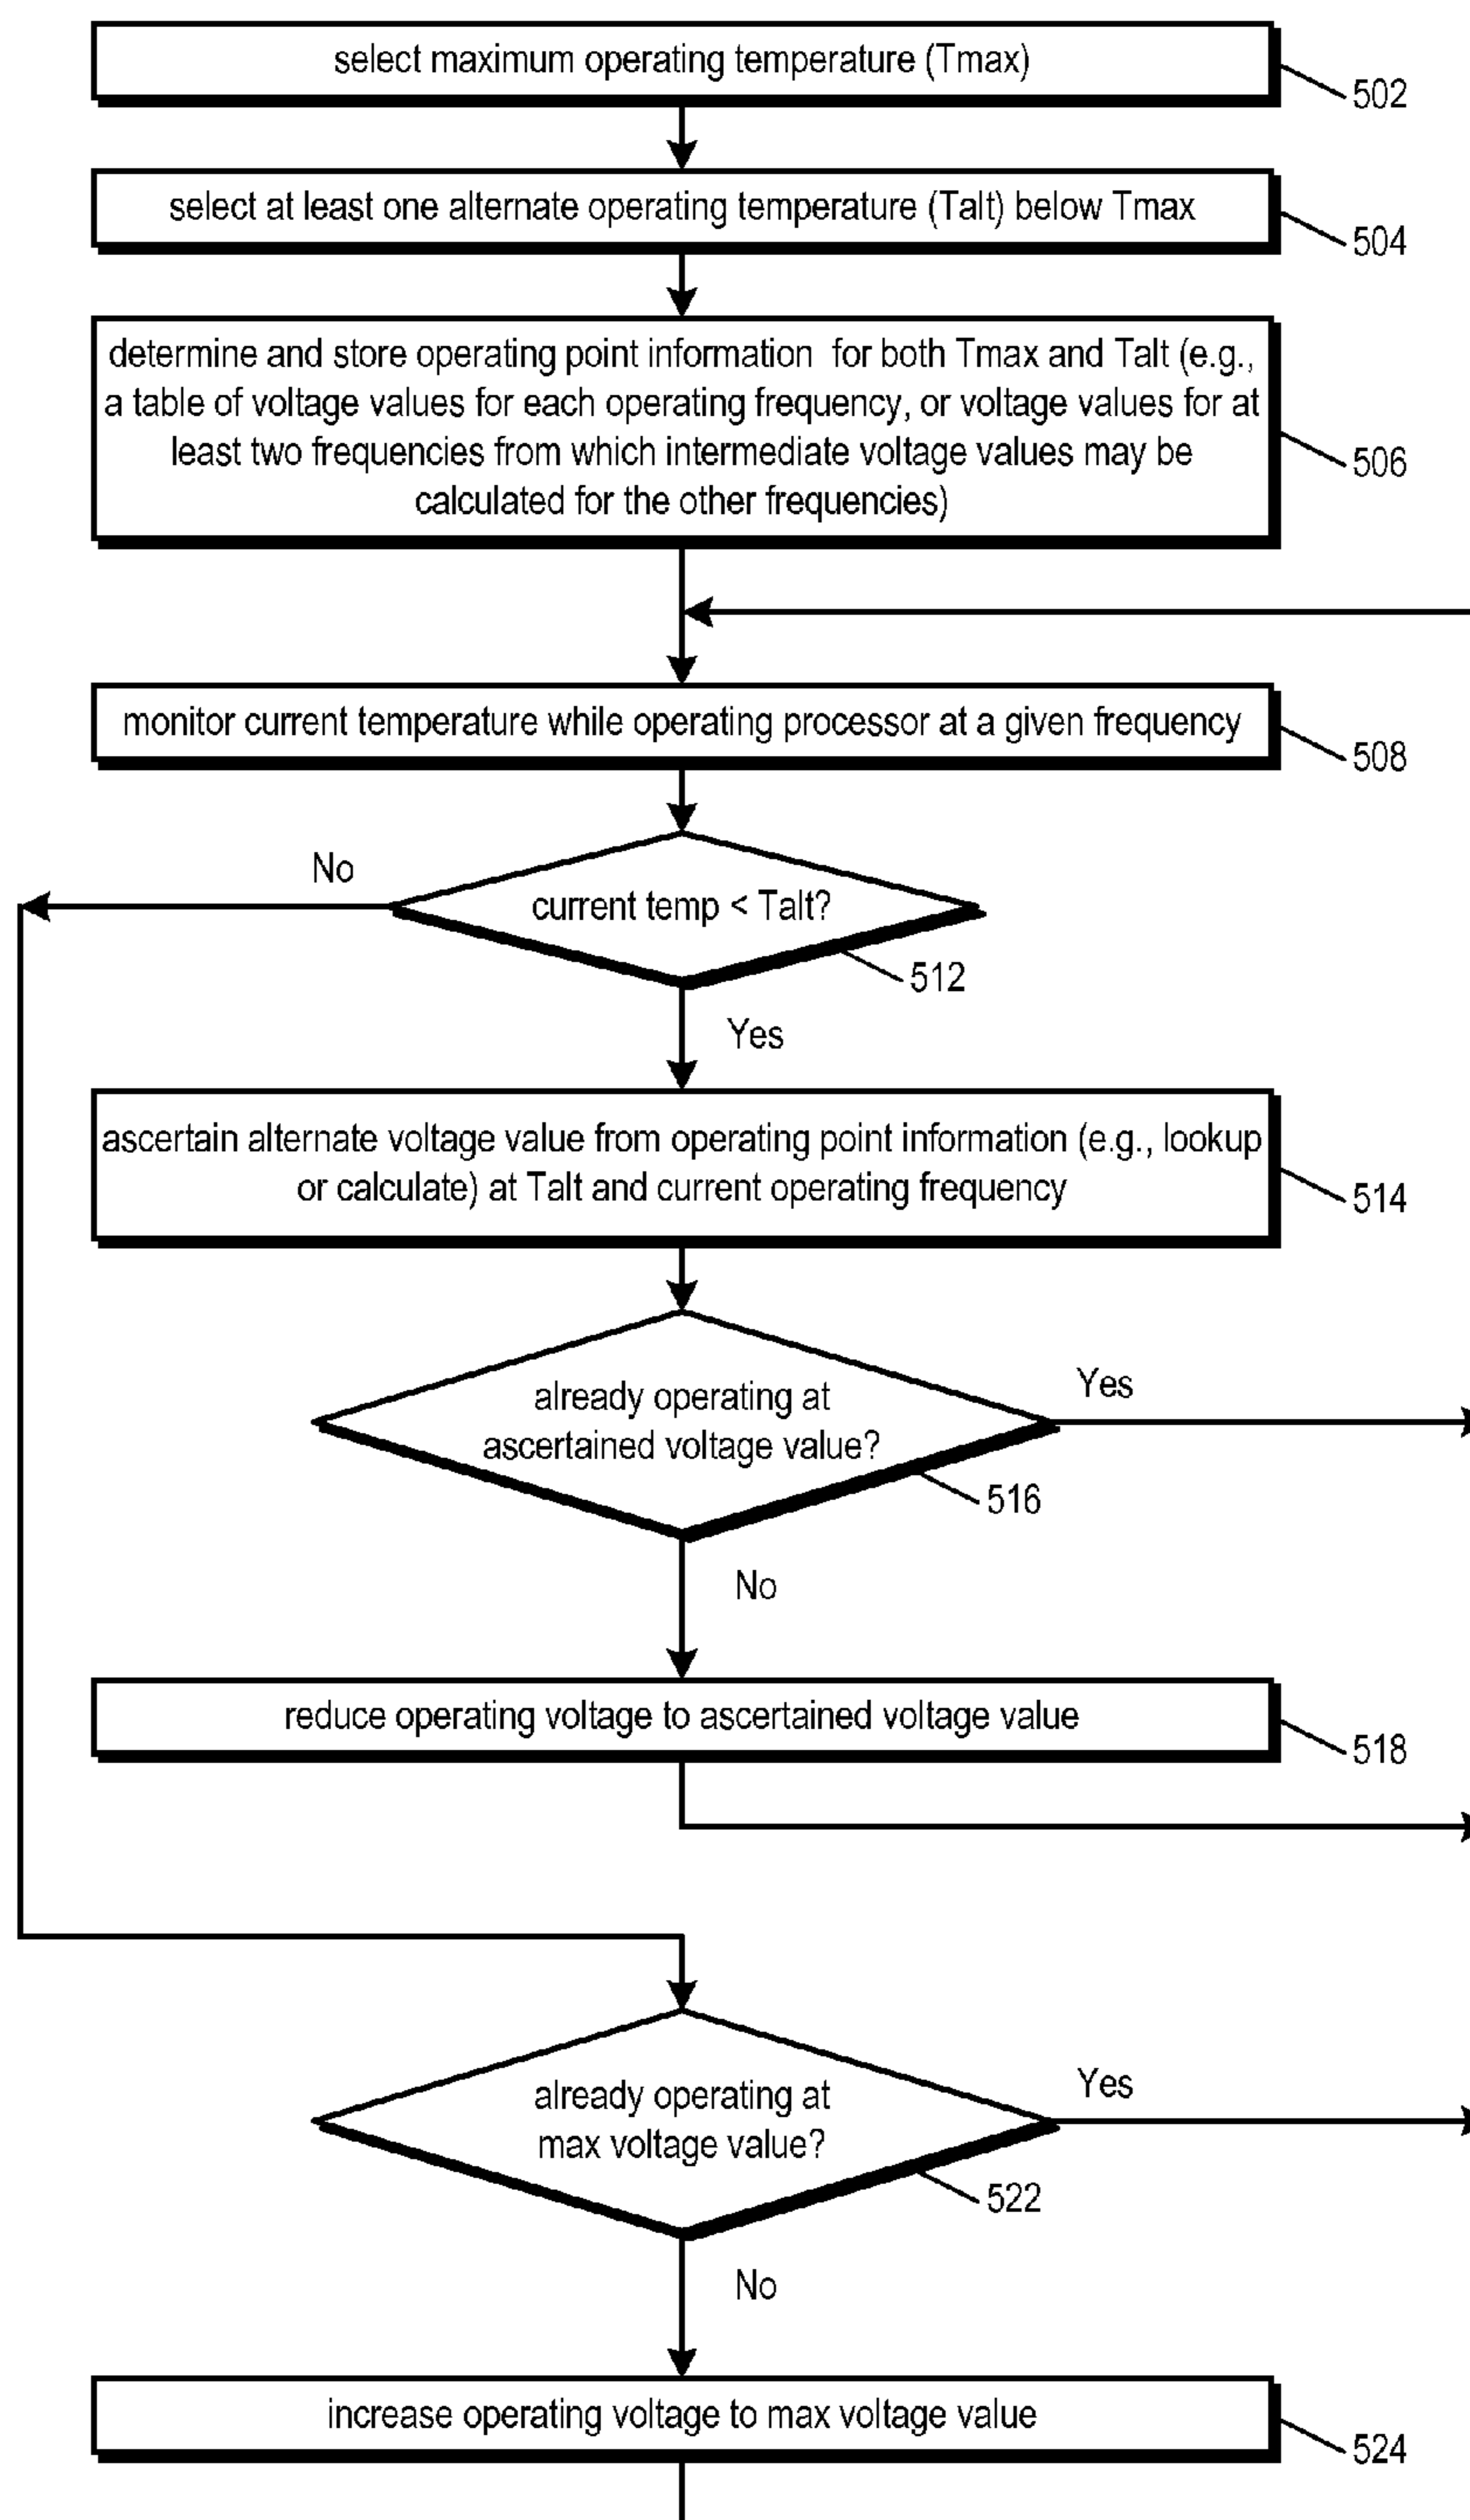 select maximum operating temperature (Tmax)
502
select at least one alternate operating temperature (Talt) below Tmax
504
determine and store operating point information for both Tmax and Talt (e.g.,
a table of voltage values for each operating frequency, or voltage values for at
least two frequencies from which intermediate voltage values may be
calculated for the other frequencies)
506
monitor current temperature while operating processor at a given frequency
508
No
current temp < Talt?
512
Yes
ascertain alternate voltage value from operating point information (e.g., lookup
or calculate) at Talt and current operating frequency
514
Yes
already operating at
ascertained voltage value?
516
No
reduce operating voltage to ascertained voltage value
518
Yes
already operating at
max voltage value?
522
No
increase operating voltage to max voltage value
524